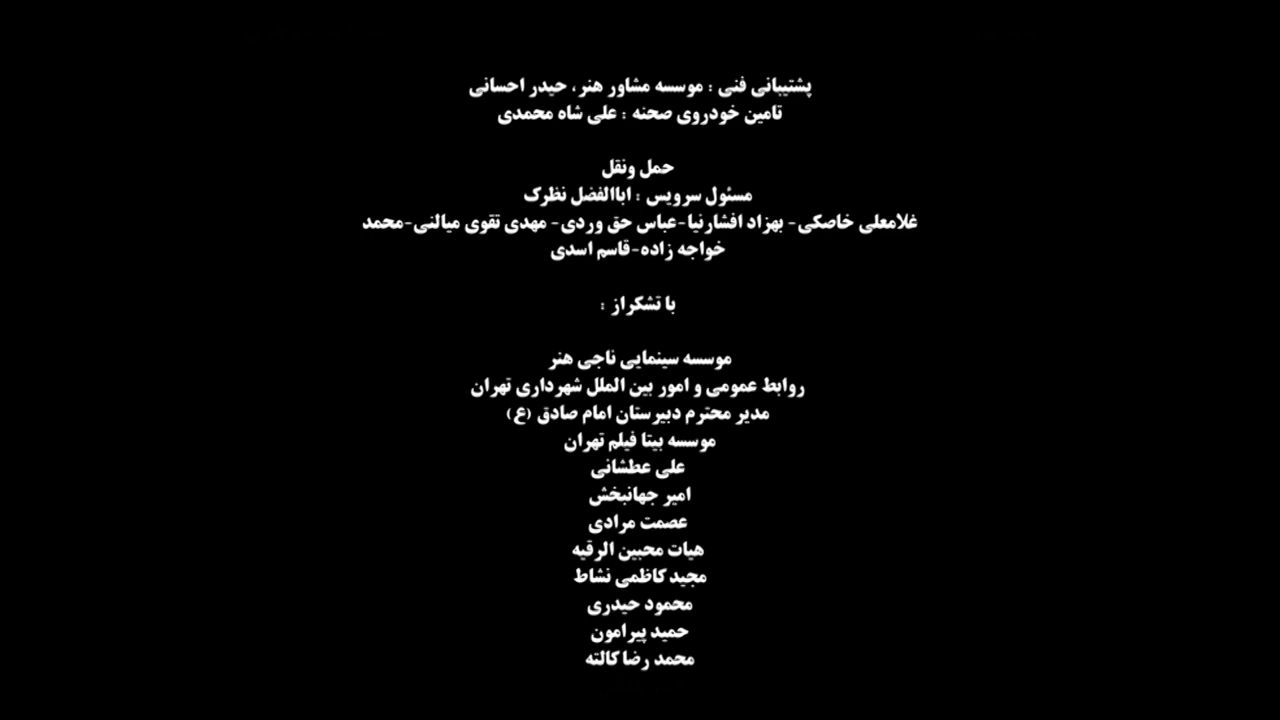 پشتیبانی فنی : موسسه مشاور هنر، حیدر احسانی
تامین خودروی صحنه : علی شاه محمدی
حمل ونقل
مسئول سرویس : اباالفضل نظرک
غلامعلی خاصکی- بهزاد افشارنیا-عباس حق وردی- مهدی تقوی میالنی-محمد
خواجه زاده-قاسم اسدی
با تشکراز :
موسسه سینمایی ناجی هنر
روابط عمومی و امور بین الملل شهرداری تهران
مدیر محترم دبیرستان امام صادق (ع)
موسسه بیتا فیلم تهران
علی عطشانی
امیر جهانبخش
عصمت مرادی
هیات محبین الرقیه
مجید کاظمی نشاط
محمود حیدری
حمید پیرامون
محمد رضا کالته